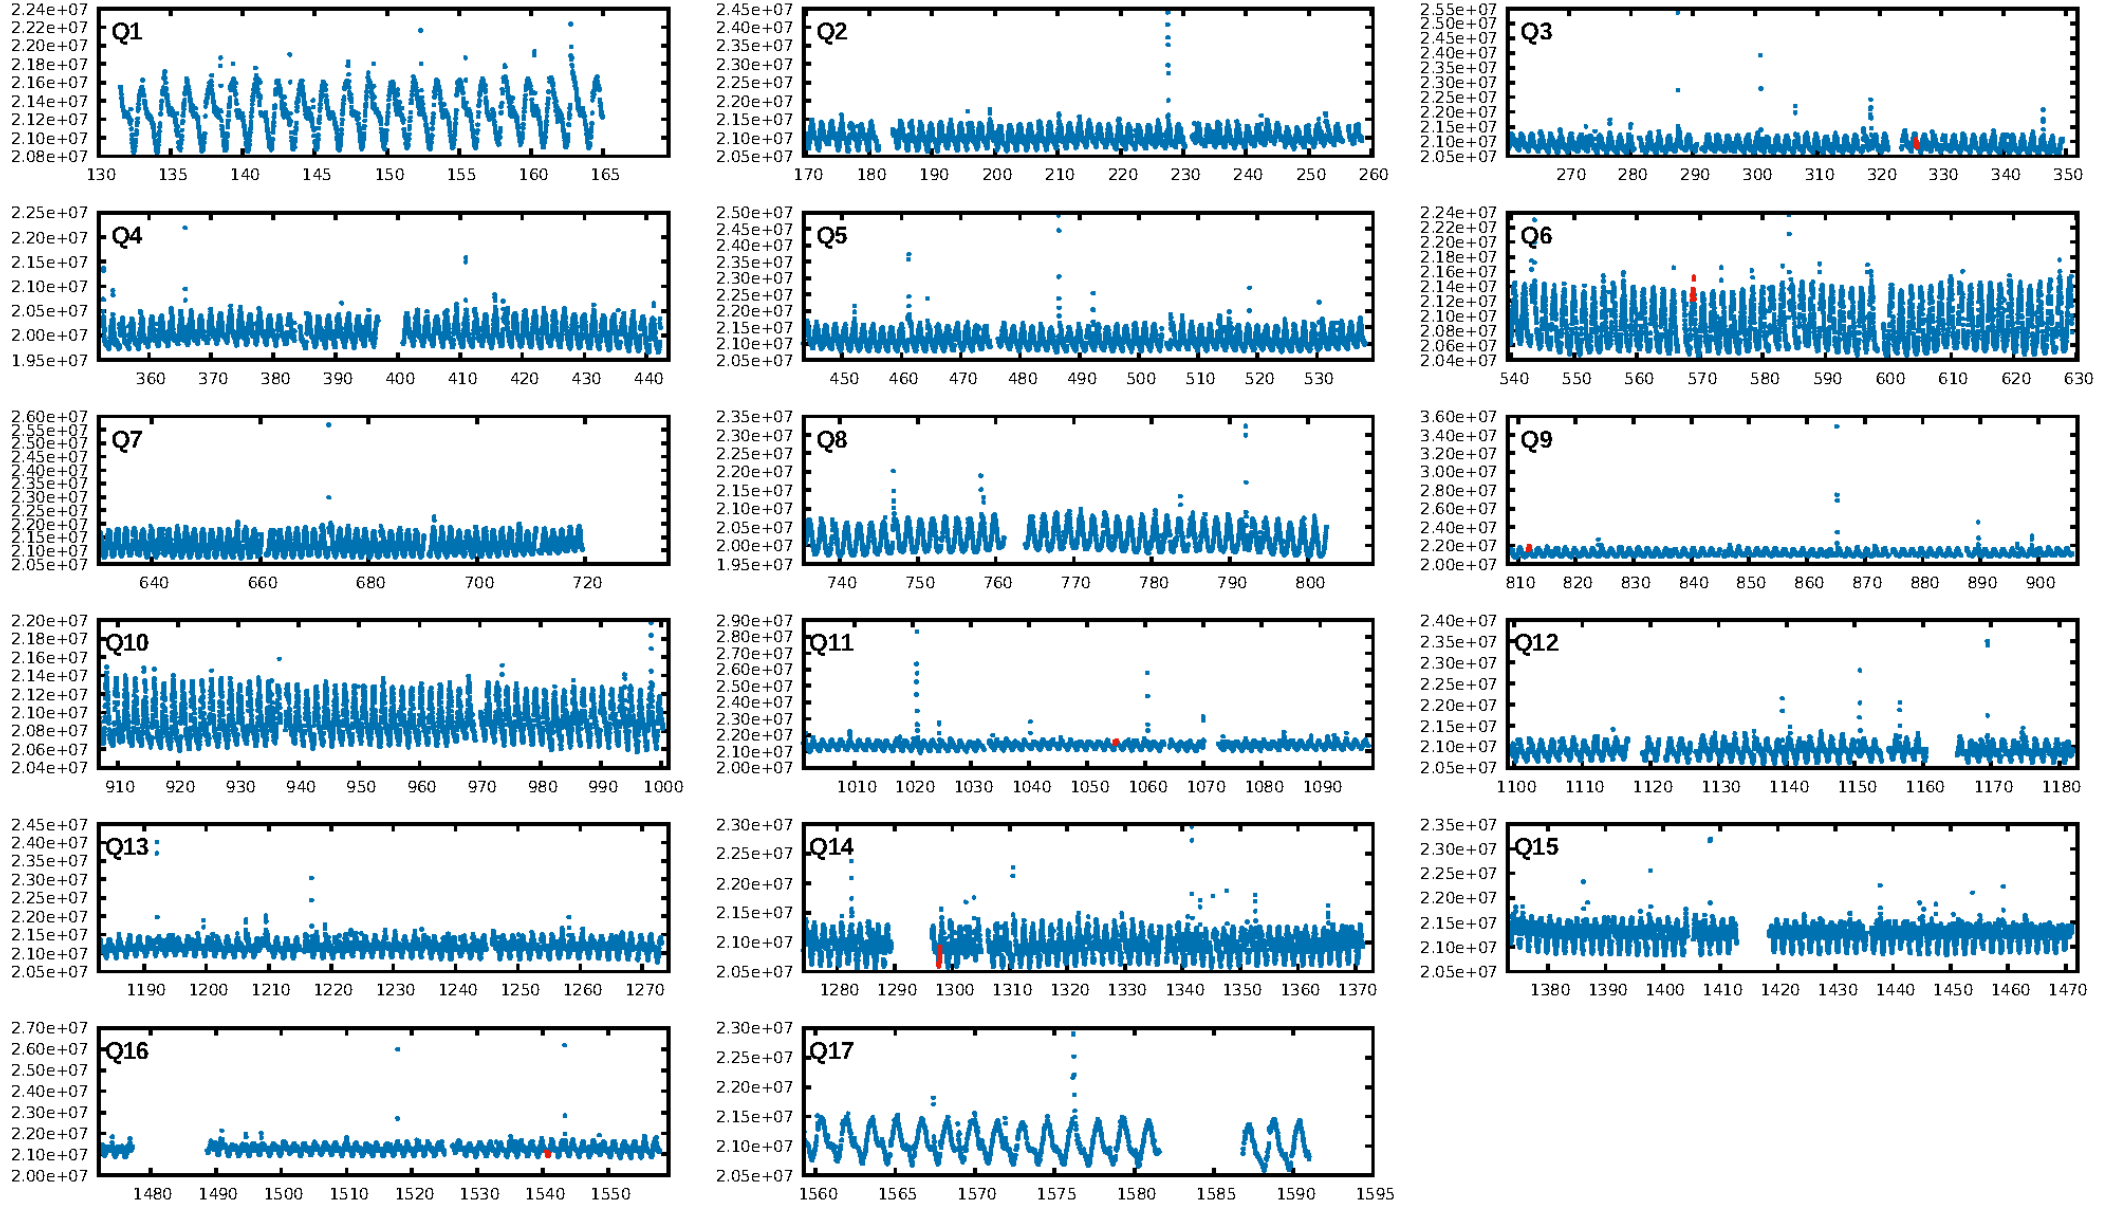 Q1
2.24e+07
2.22e+07
2.20e+07
2.18e+07
2.16e+07
2.14e+07
2.12e+07
2.10e+07
2.08e+07
130 135 140 145 150 155 160 165
Q2
2.45e+07
2.40e+07
2.35e+07
2.30e+07
2.25e+07
2.20e+07
2.15e+07
2.10e+07
2.05e+07
170 180 190 200 210 220 230 240 250 260
Q3
2.55e+07
2.50e+07
2.45e+07
2.40e+07
2.35e+07
2.30e+07
2.25e+07
2.20e+07
2.15e+07
2.10e+07
2.05e+07
270 280 290 300 310 320 330 340 350
Q4
2.25e+07
2.20e+07
2.15e+07
2.10e+07
2.05e+07
2.00e+07
1.95e+07
360 370 380 390 400 410 420 430 440
Q5
2.50e+07
2.45e+07
2.40e+07
2.35e+07
2.30e+07
2.25e+07
2.20e+07
2.15e+07
2.10e+07
2.05e+07
450 460 470 480 490 500 510 520 530
Q6
2.24e+07
2.22e+07
2.20e+07
2.18e+07
2.16e+07
2.14e+07
2.12e+07
2.10e+07
2.08e+07
2.06e+07
2.04e+07
540 550 560 570 580 590 600 610 620 630
Q7
2.60e+07
2.55e+07
2.50e+07
2.45e+07
2.40e+07
2.35e+07
2.30e+07
2.25e+07
2.20e+07
2.15e+07
2.10e+07
2.05e+07
640 660 680 700 720
Q8
2.35e+07
2.30e+07
2.25e+07
2.20e+07
2.15e+07
2.10e+07
2.05e+07
2.00e+07
1.95e+07
740 750 760 770 780 790 800
Q9
3.60e+07
3.40e+07
3.20e+07
3.00e+07
2.80e+07
2.60e+07
2.40e+07
2.20e+07
2.00e+07
810 820 830 840 850 860 870 880 890 900
Q10
2.20e+07
2.18e+07
2.16e+07
2.14e+07
2.12e+07
2.10e+07
2.08e+07
2.06e+07
2.04e+07
910 920 930 940 950 960 970 980 990 1000
Q11
2.90e+07
2.80e+07
2.70e+07
2.60e+07
2.50e+07
2.40e+07
2.30e+07
2.20e+07
2.10e+07
2.00e+07
1010 1020 1030 1040 1050 1060 1070 1080 1090
Q12
2.40e+07
2.35e+07
2.30e+07
2.25e+07
2.20e+07
2.15e+07
2.10e+07
2.05e+07
1100 1110 1120 1130 1140 1150 1160 1170 1180
Q13
2.45e+07
2.40e+07
2.35e+07
2.30e+07
2.25e+07
2.20e+07
2.15e+07
2.10e+07
2.05e+07
1190 1200 1210 1220 1230 1240 1250 1260 1270
Q14
2.30e+07
2.25e+07
2.20e+07
2.15e+07
2.10e+07
2.05e+07
1280 1290 1300 1310 1320 1330 1340 1350 1360 1370
Q15
2.35e+07
2.30e+07
2.25e+07
2.20e+07
2.15e+07
2.10e+07
2.05e+07
1380 1390 1400 1410 1420 1430 1440 1450 1460 1470
Q16
2.70e+07
2.60e+07
2.50e+07
2.40e+07
2.30e+07
2.20e+07
2.10e+07
2.00e+07
1480 1490 1500 1510 1520 1530 1540 1550
Q17
2.30e+07
2.25e+07
2.20e+07
2.15e+07
2.10e+07
2.05e+07
1560 1565 1570 1575 1580 1585 1590 1595